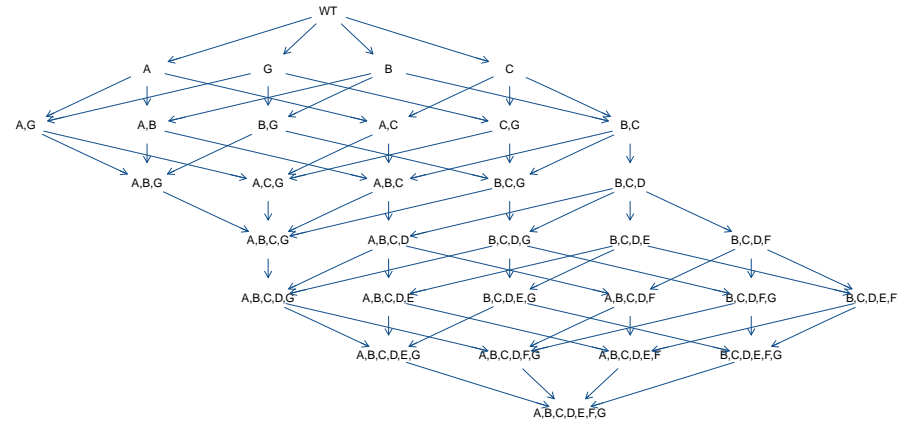 WT
A G B C
A,G A,B B,G A,C C,G B,C
A,B,G A,C,G A,B,C B,C,G B,C,D
A,B,C,G A,B,C,D B,C,D,G B,C,D,E B,C,D,F
A,B,C,D,G A,B,C,D,E B,C,D,E,G A,B,C,D,F B,C,D,F,G B,C,D,E,F
A,B,C,D,E,G A,B,C,D,F,G A,B,C,D,E,F B,C,D,E,F,G
A,B,C,D,E,F,G